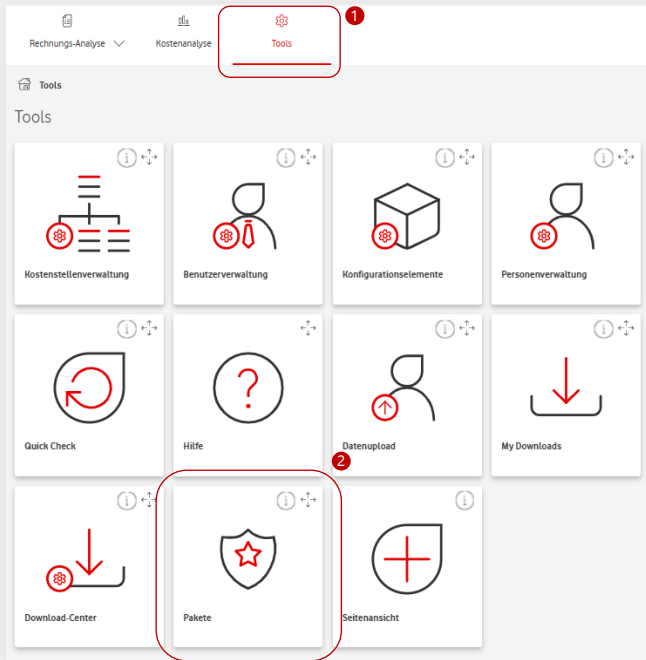 1
Rechnungs-Analyse
Kostenanalyse
Tools
Tools
Tools
Kostenstellenverwaltung
Benutzerverwaltung
Konfigurationselemente
Personenverwaltung
Quick Check
Hilfe
Datenupload
My Downloads
2
Download-Center
Pakete
Seitenansicht